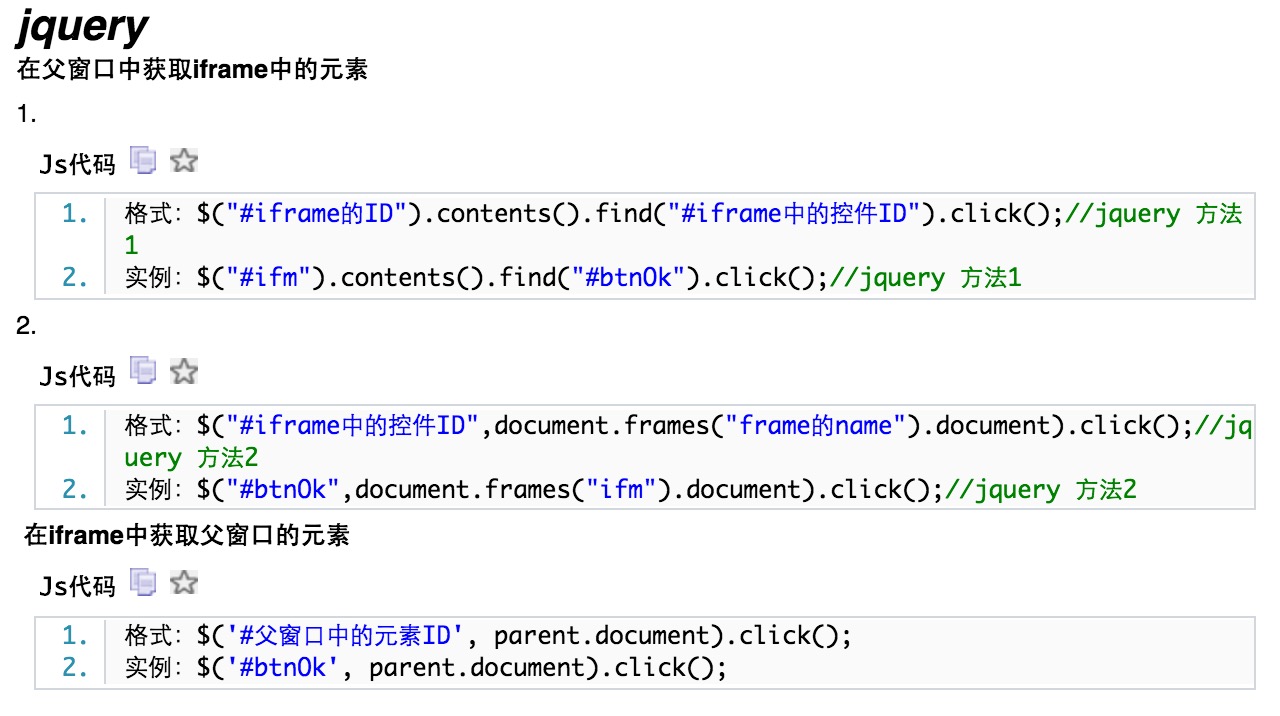 jquery
在父窗口中获取iframe中的元素
1.
Js代码
1. 格式：$("#iframe的ID").contents().find("#iframe中的控件ID").click();//jquery 方法
1
2. 实例：$("#ifm").contents().find("#btnOk").click();//jquery 方法1
2.
Js代码
1. 格式：$("#iframe中的控件ID",document.frames("frame的name").document).click();//jq
uery 方法2
2. 实例：$("#btnOk",document.frames("ifm").document).click();//jquery 方法2
在iframe中获取父窗口的元素
Js代码
1. 格式：$('#父窗口中的元素ID', parent.document).click();
2. 实例：$('#btnOk', parent.document).click();